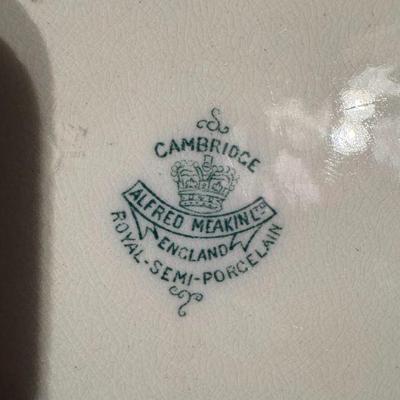 CAMBRIDGE
ALFRED MEAKIN LTD
ENGLAND
ROYAL-SEMI-PORCELAIN